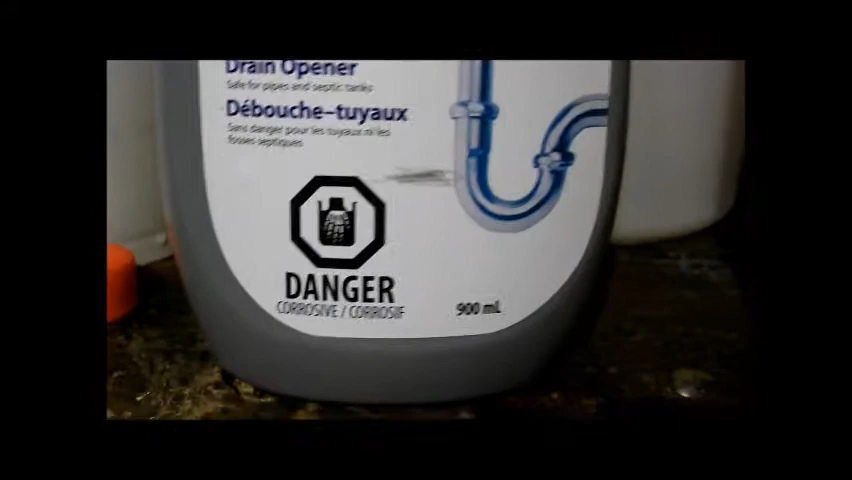 Drain Opener
Safe for pipes and septic tanks
Débouche-tuyaux
Sans danger pour les tuyaux ni les
fosses septiques
DANGER
CORROSIVE / CORROSIF
900 mL